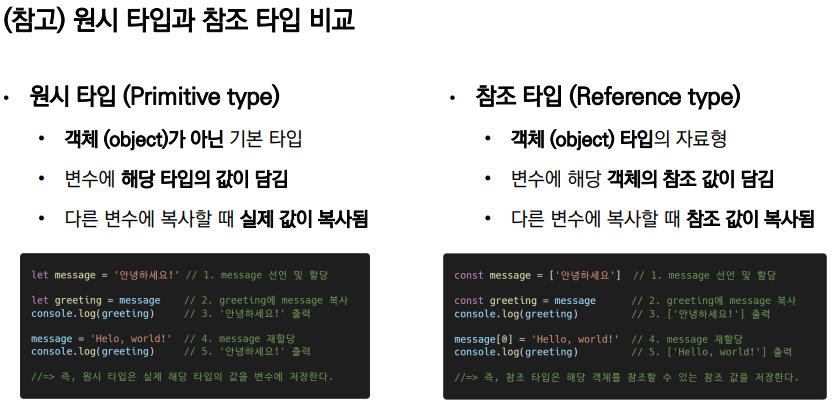 (참고) 원시 타입과 참조 타입 비교
• 원시 타입 (Primitive type)
• 객체 (object)가 아닌 기본 타입
• 변수에 해당 타입의 값이 담김
• 다른 변수에 복사할 때 실제 값이 복사됨
let message = '안녕하세요!' // 1. message 선언 및 할당
let greeting = message // 2. greeting에 message 복사
console.log(greeting) // 3. '안녕하세요!' 출력
message = 'Helo, world!' // 4. message 재할당
console.log(greeting) // 5. '안녕하세요!' 출력
//=> 즉, 원시 타입은 실제 해당 타입의 값을 변수에 저장한다.
• 참조 타입 (Reference type)
• 객체 (object) 타입의 자료형
• 변수에 해당 객체의 참조 값이 담김
• 다른 변수에 복사할 때 참조 값이 복사됨
const message = ['안녕하세요'] // 1. message 선언 및 할당
const greeting = message // 2. greeting에 message 복사
console.log(greeting) // 3. ['안녕하세요!'] 출력
message[0] = 'Hello, world!' // 4. message 재할당
console.log(greeting) // 5. ['Hello, world!'] 출력
//=> 즉, 참조 타입은 해당 객체를 참조할 수 있는 참조 값을 저장한다.